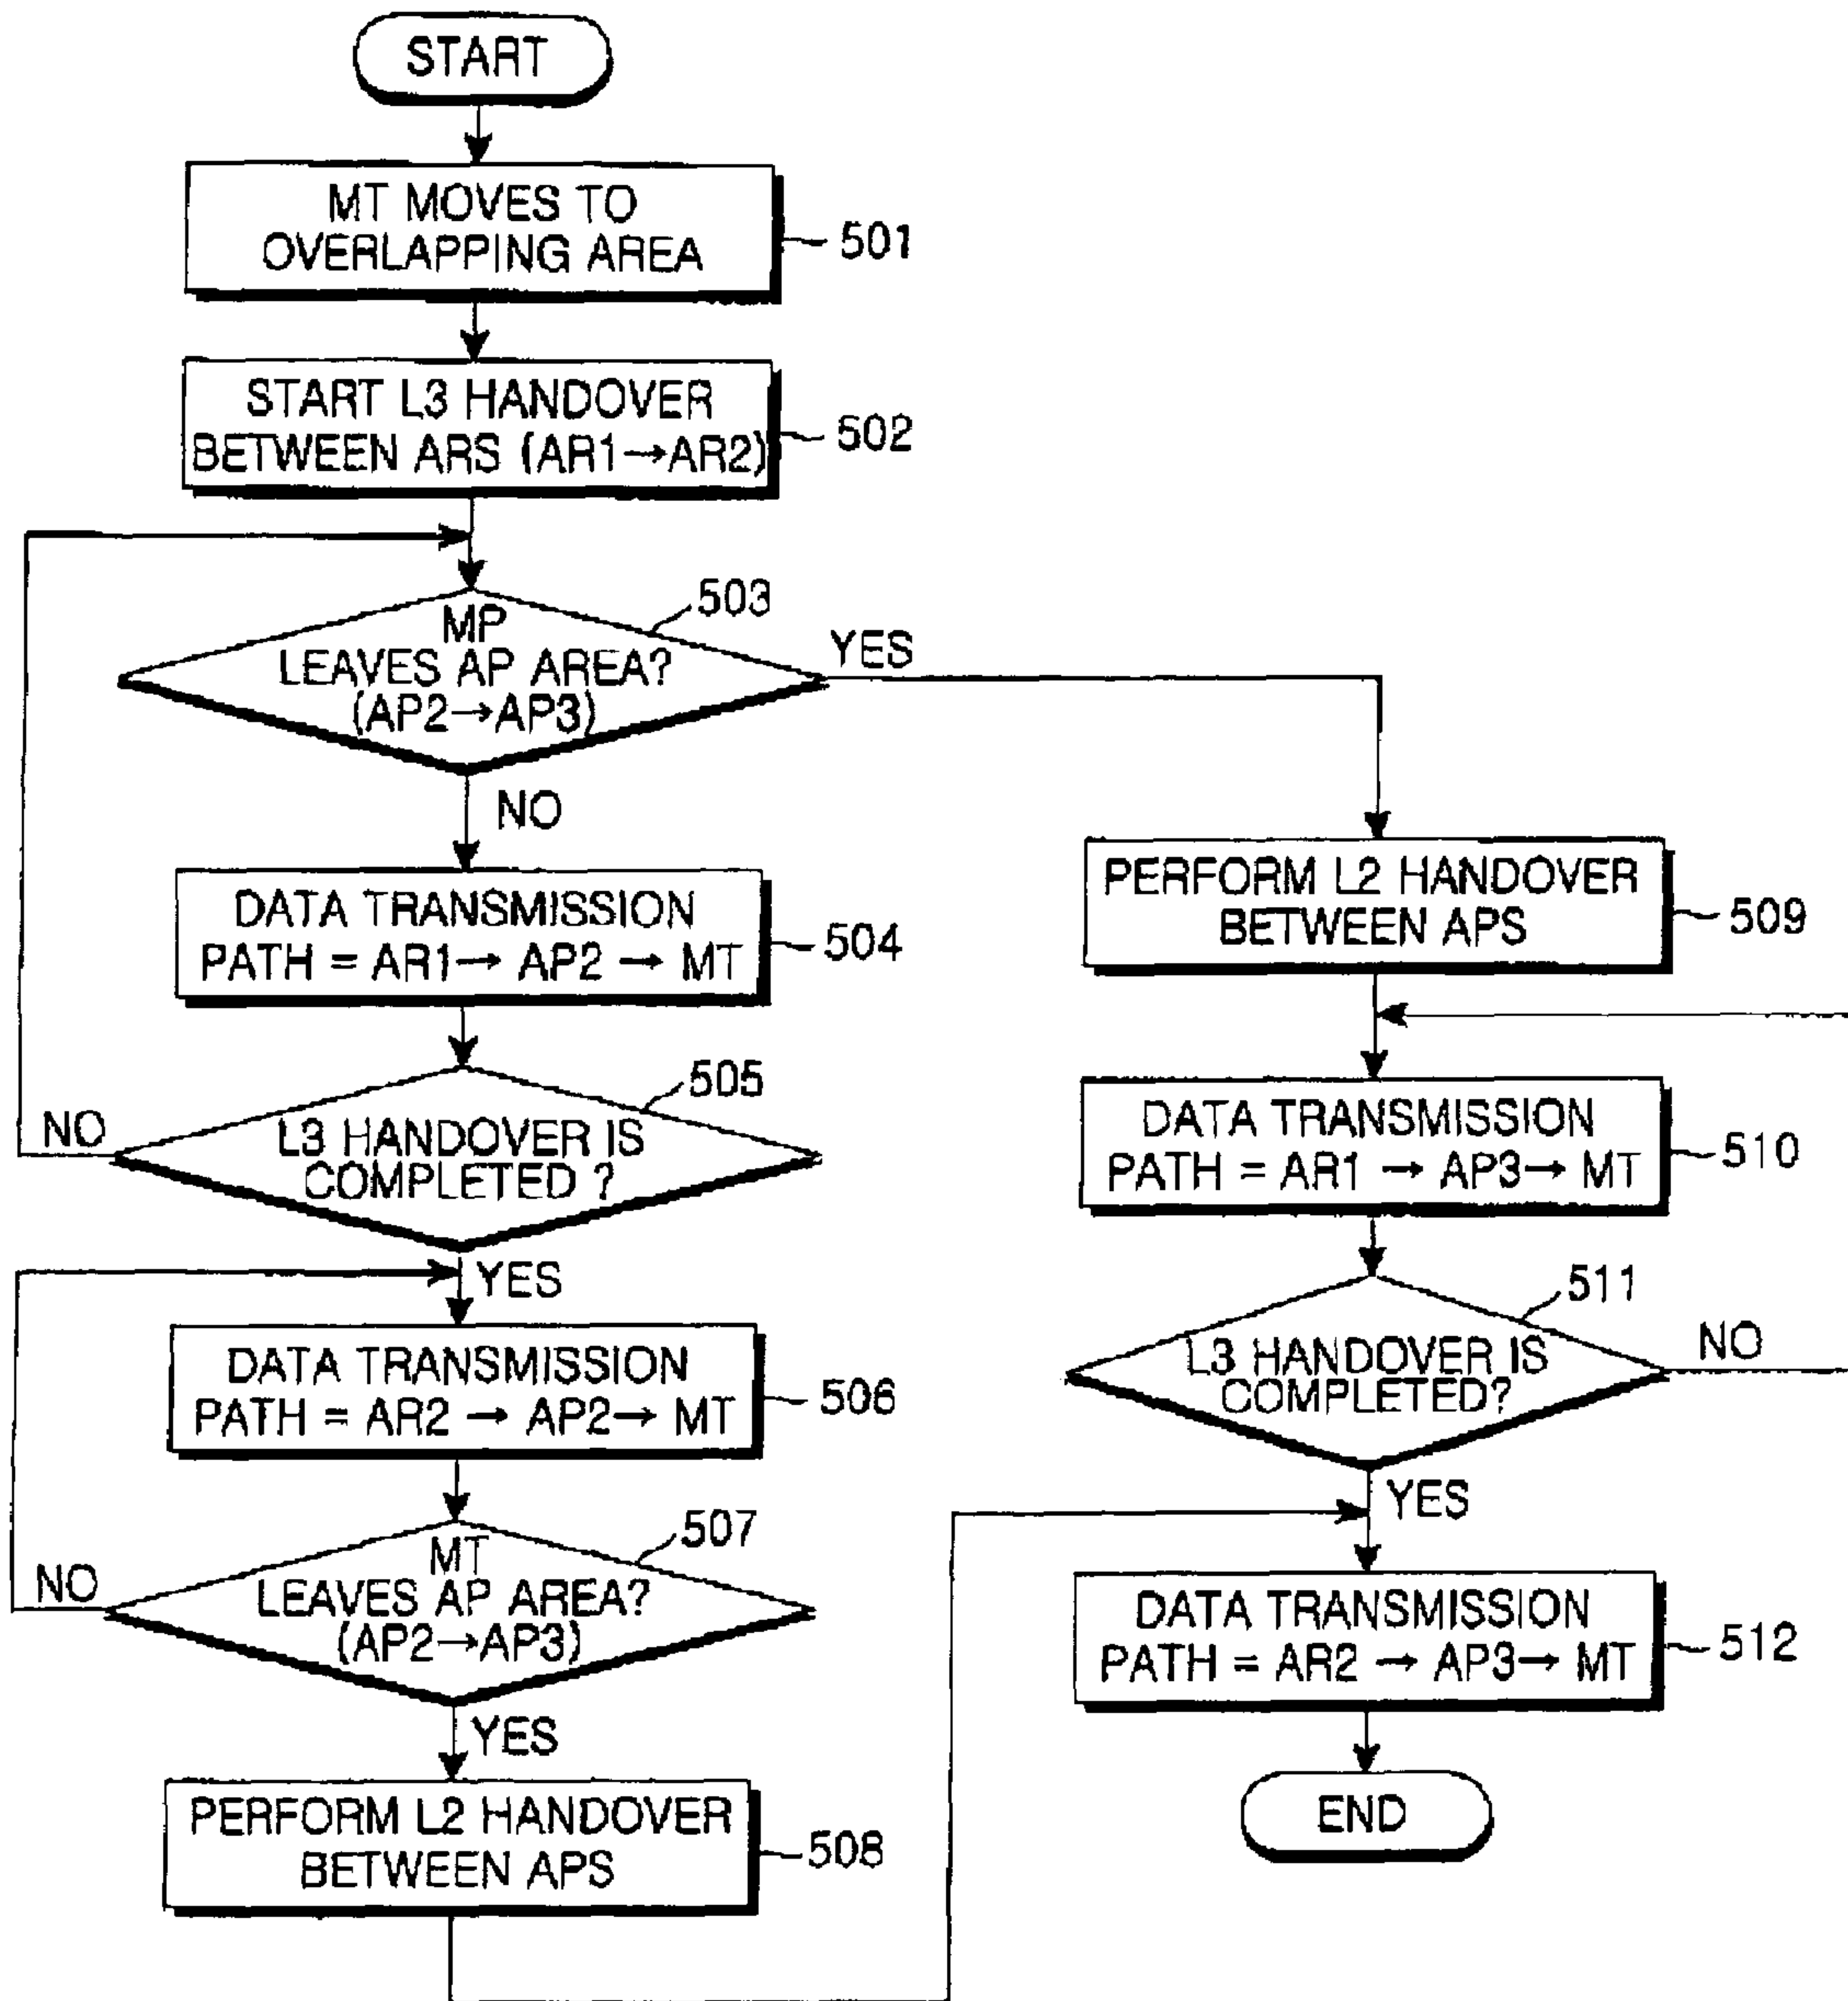 START
MT MOVES TO
OVERLAPPING AREA
501
START L3 HANDOVER
BETWEEN ARS (AR1→AR2)
502
503
MP
LEAVES AP AREA?
(AP2→AP3)
YES
NO
DATA TRANSMISSION
PATH = AR1→ AP2 → MT
504
505
L3 HANDOVER IS
COMPLETED ?
NO
YES
DATA TRANSMISSION
PATH = AR2 → AP2→ MT
506
507
MT
LEAVES AP AREA?
(AP2→AP3)
NO
YES
PERFORM L2 HANDOVER
BETWEEN APS
508
PERFORM L2 HANDOVER
BETWEEN APS
509
DATA TRANSMISSION
PATH = AR1 → AP3→ MT
510
511
L3 HANDOVER IS
COMPLETED?
NO
YES
DATA TRANSMISSION
PATH = AR2 → AP3→ MT
512
END